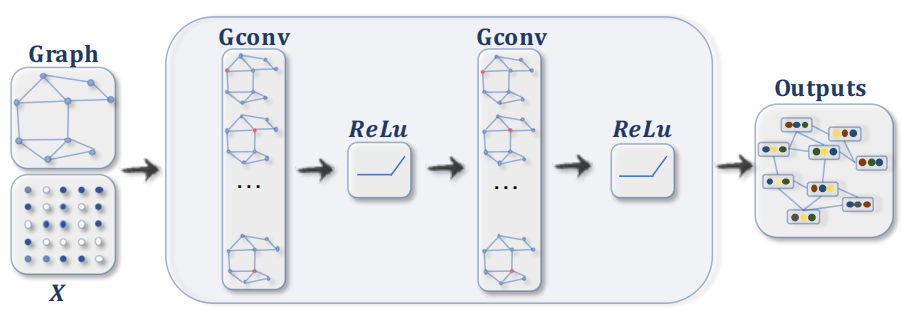 Graph
X
Gconv
...
ReLu
Gconv
...
ReLu
Outputs